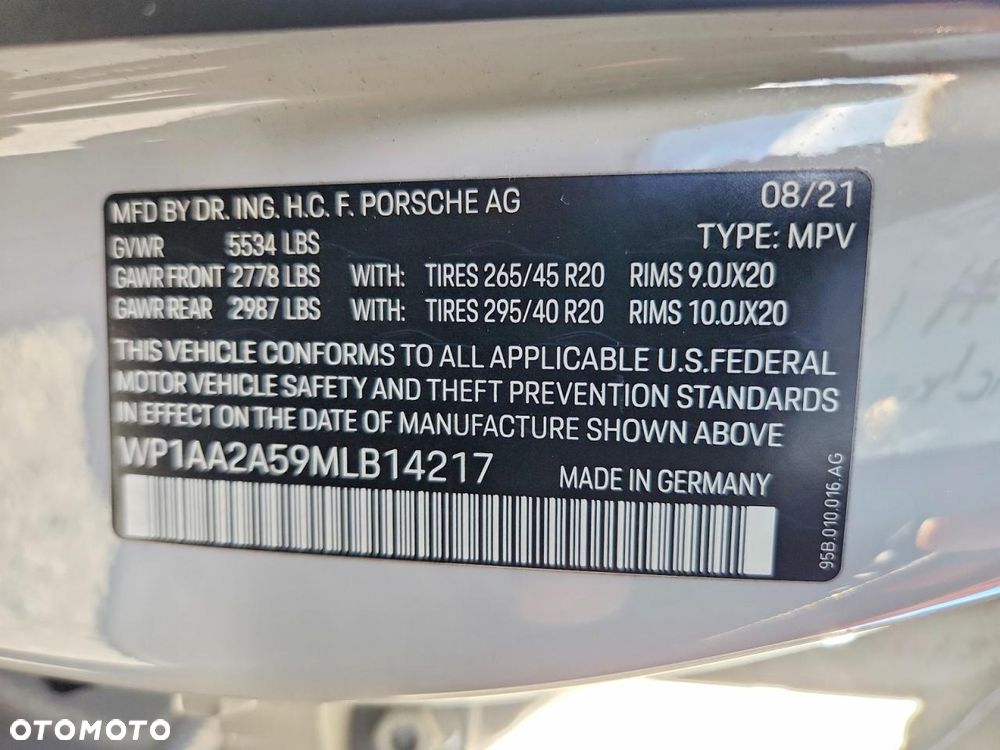 MFD BY DR. ING. H.C. F. PORSCHE AG 08/21
GVWR 5534 LBS TYPE: MPV
GAWR FRONT 2778 LBS WITH: TIRES 265/45 R20 RIMS 9.0JX20
GAWR REAR 2987 LBS WITH: TIRES 295/40 R20 RIMS 10.0JX20
THIS VEHICLE CONFORMS TO ALL APPLICABLE U.S.FEDERAL
MOTOR VEHICLE SAFETY AND THEFT PREVENTION STANDARDS
IN EFFECT ON THE DATE OF MANUFACTURE SHOWN ABOVE
WP1AA2A59MLB14217 MADE IN GERMANY
95B.010.016.AG
OTOMOTO